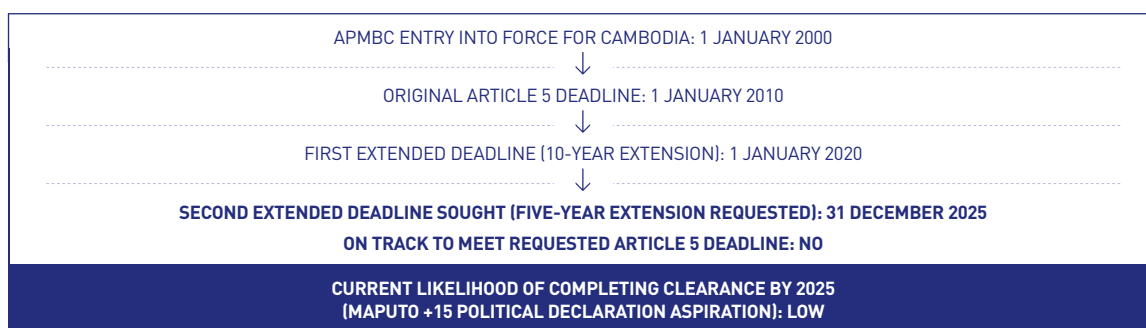 APMBC ENTRY INTO FORCE FOR CAMBODIA: 1 JANUARY 2000
ORIGINAL ARTICLE 5 DEADLINE: 1 JANUARY 2010
FIRST EXTENDED DEADLINE (10-YEAR EXTENSION): 1 JANUARY 2020
SECOND EXTENDED DEADLINE SOUGHT (FIVE-YEAR EXTENSION REQUESTED): 31 DECEMBER 2025
ON TRACK TO MEET REQUESTED ARTICLE 5 DEADLINE: NO
CURRENT LIKELIHOOD OF COMPLETING CLEARANCE BY 2025
(MAPUTO +15 POLITICAL DECLARATION ASPIRATION): LOW